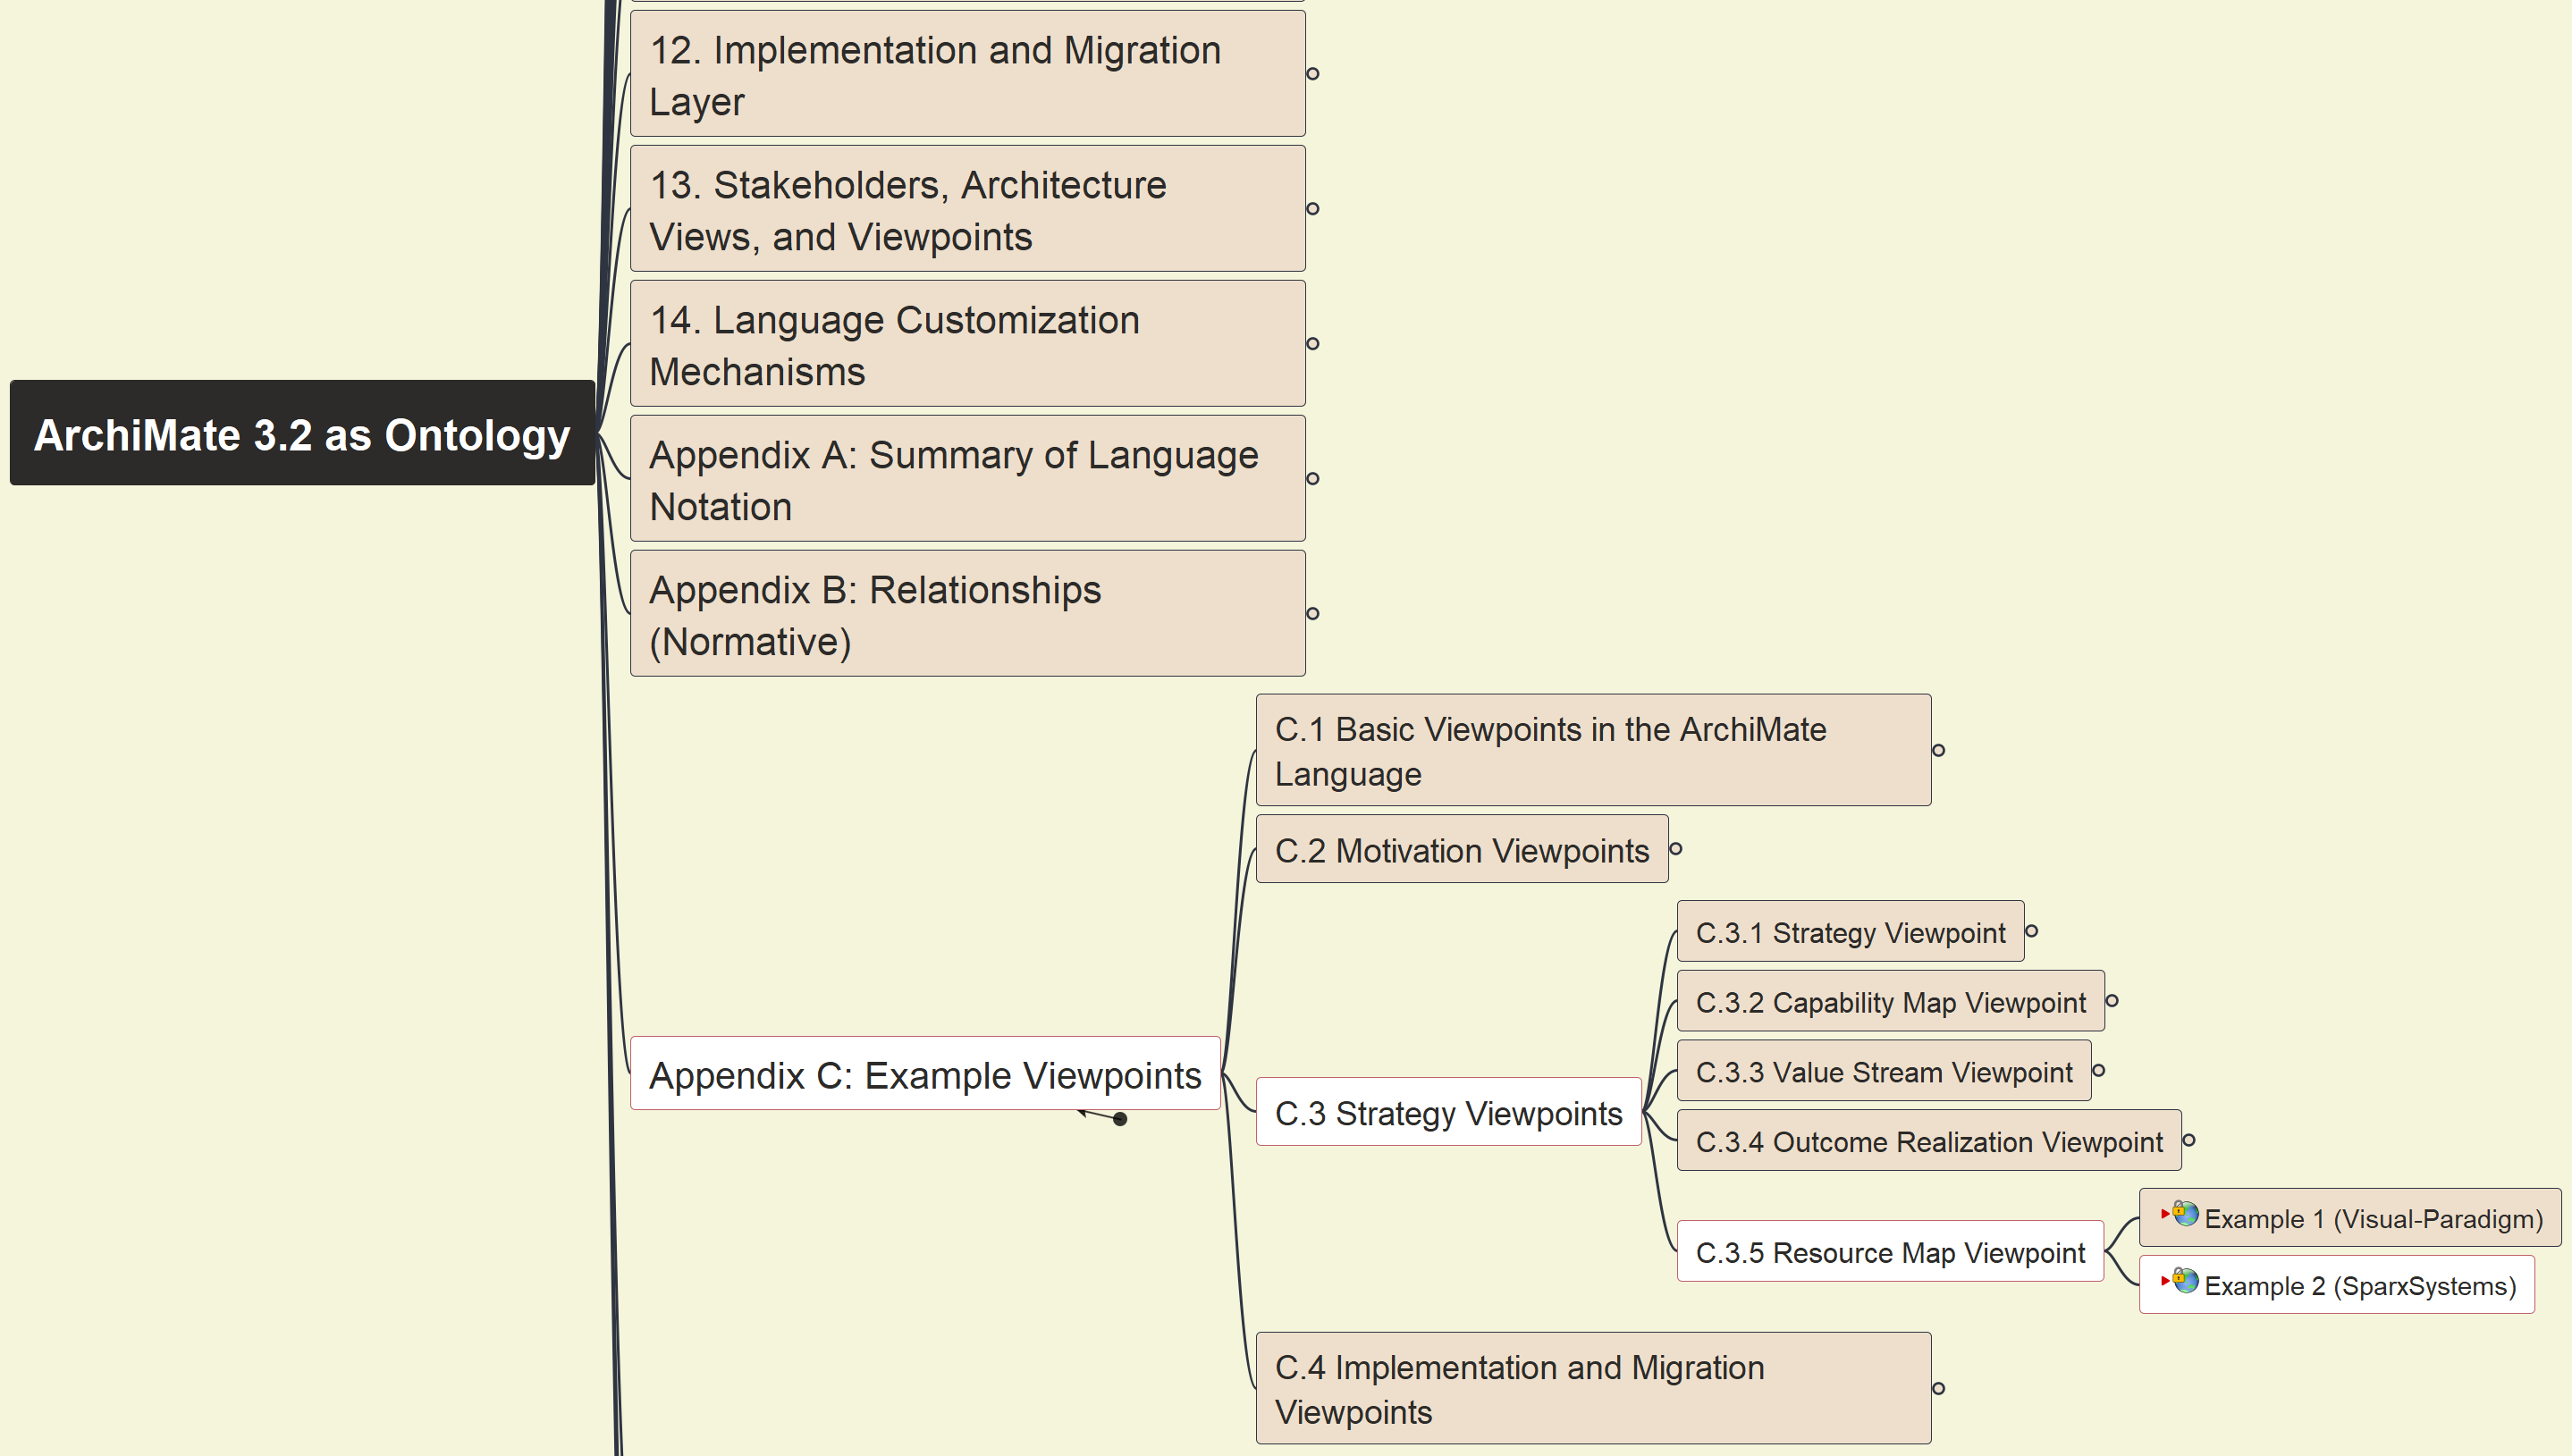 12. Implementation and Migration
Layer
13. Stakeholders, Architecture
Views, and Viewpoints
14. Language Customization
Mechanisms
ArchiMate 3.2 as Ontology
Appendix A: Summary of Language
Notation
Appendix B: Relationships
(Normative)
Appendix C: Example Viewpoints
C.1 Basic Viewpoints in the ArchiMate
Language
C.2 Motivation Viewpoints
C.3 Strategy Viewpoints
C.3.1 Strategy Viewpoint
C.3.2 Capability Map Viewpoint
C.3.3 Value Stream Viewpoint
C.3.4 Outcome Realization Viewpoint
C.3.5 Resource Map Viewpoint
Example 1 (Visual-Paradigm)
Example 2 (SparxSystems)
C.4 Implementation and Migration
Viewpoints